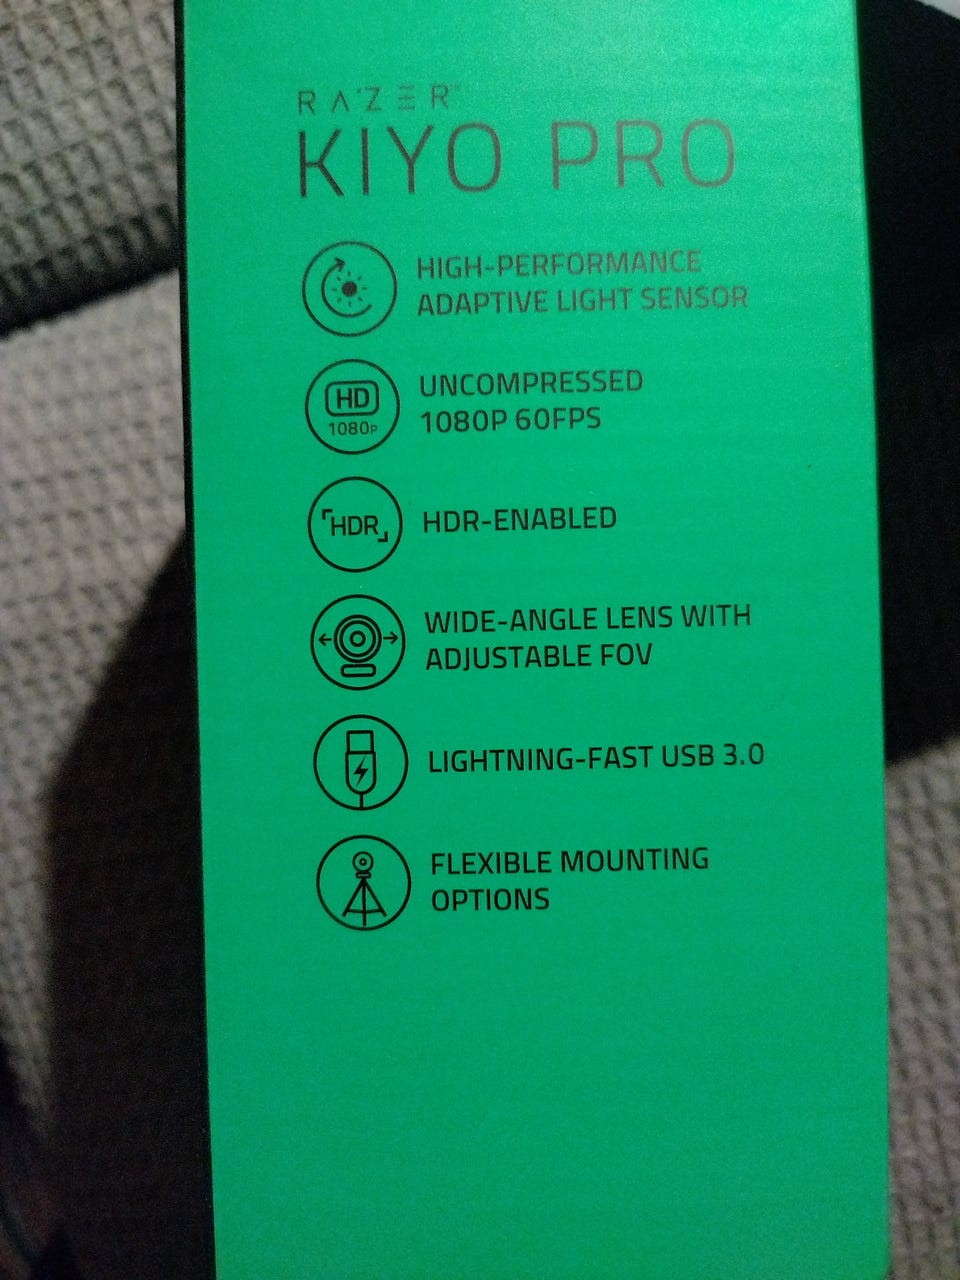 RAZER™
KIYO PRO
HIGH-PERFORMANCE
ADAPTIVE LIGHT SENSOR
HD
1080P
UNCOMPRESSED
1080P 60FPS
HDR
HDR-ENABLED
WIDE-ANGLE LENS WITH
ADJUSTABLE FOV
LIGHTNING-FAST USB 3.0
FLEXIBLE MOUNTING
OPTIONS